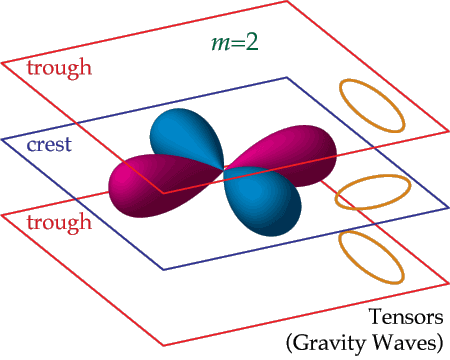 m=2
trough
crest
trough
Tensors
(Gravity Waves)